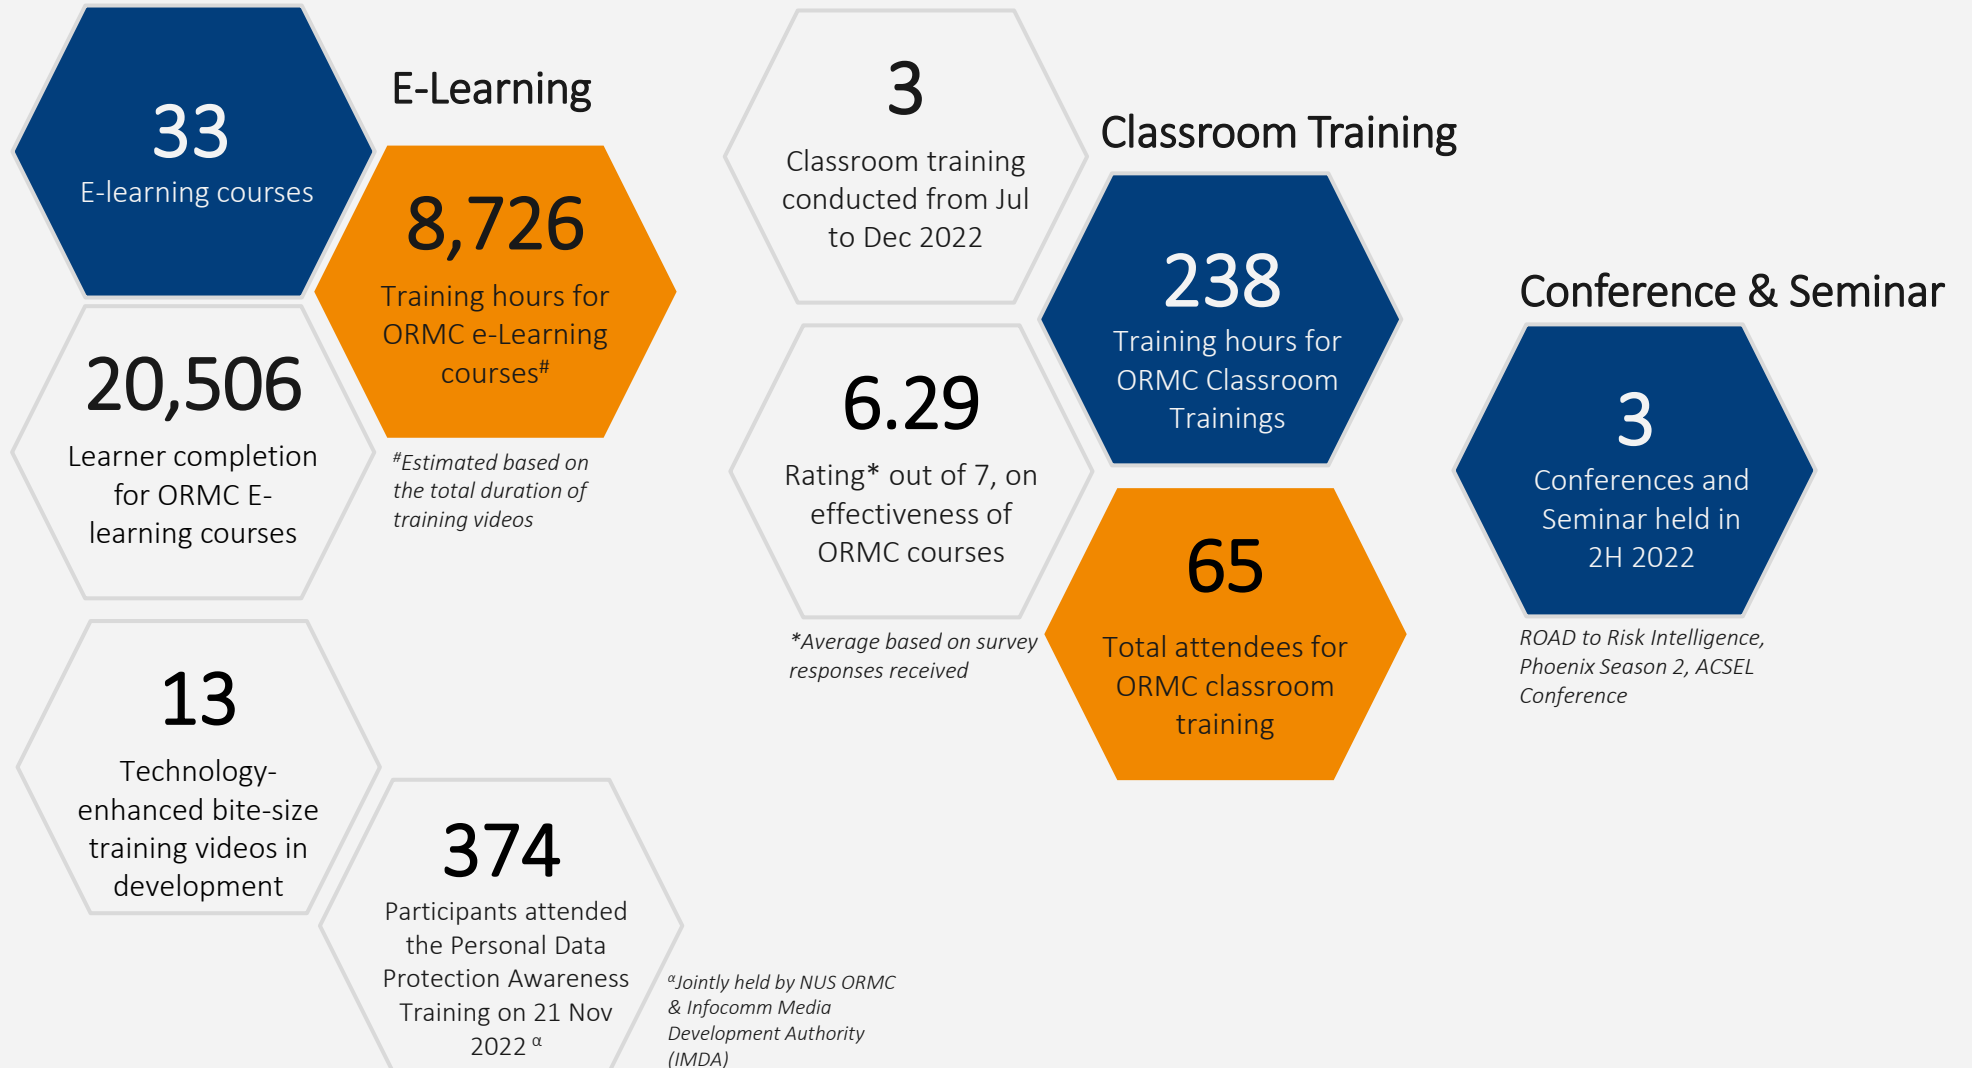 E-Learning
33
E-learning courses
8,726
Training hours for
ORMC e-Learning
courses#
#Estimated based on
the total duration of
training videos
20,506
Learner completion
for ORMC E-
learning courses
13
Technology-
enhanced bite-size
training videos in
development
374
Participants attended
the Personal Data
Protection Awareness
Training on 21 Nov
2022 α
αJointly held by NUS ORMC
& Infocomm Media
Development Authority
(IMDA)
Classroom Training
3
Classroom training
conducted from Jul
to Dec 2022
238
Training hours for
ORMC Classroom
Trainings
6.29
Rating* out of 7, on
effectiveness of
ORMC courses
*Average based on survey
responses received
65
Total attendees for
ORMC classroom
training
Conference & Seminar
3
Conferences and
Seminar held in
2H 2022
ROAD to Risk Intelligence,
Phoenix Season 2, ACSEL
Conference